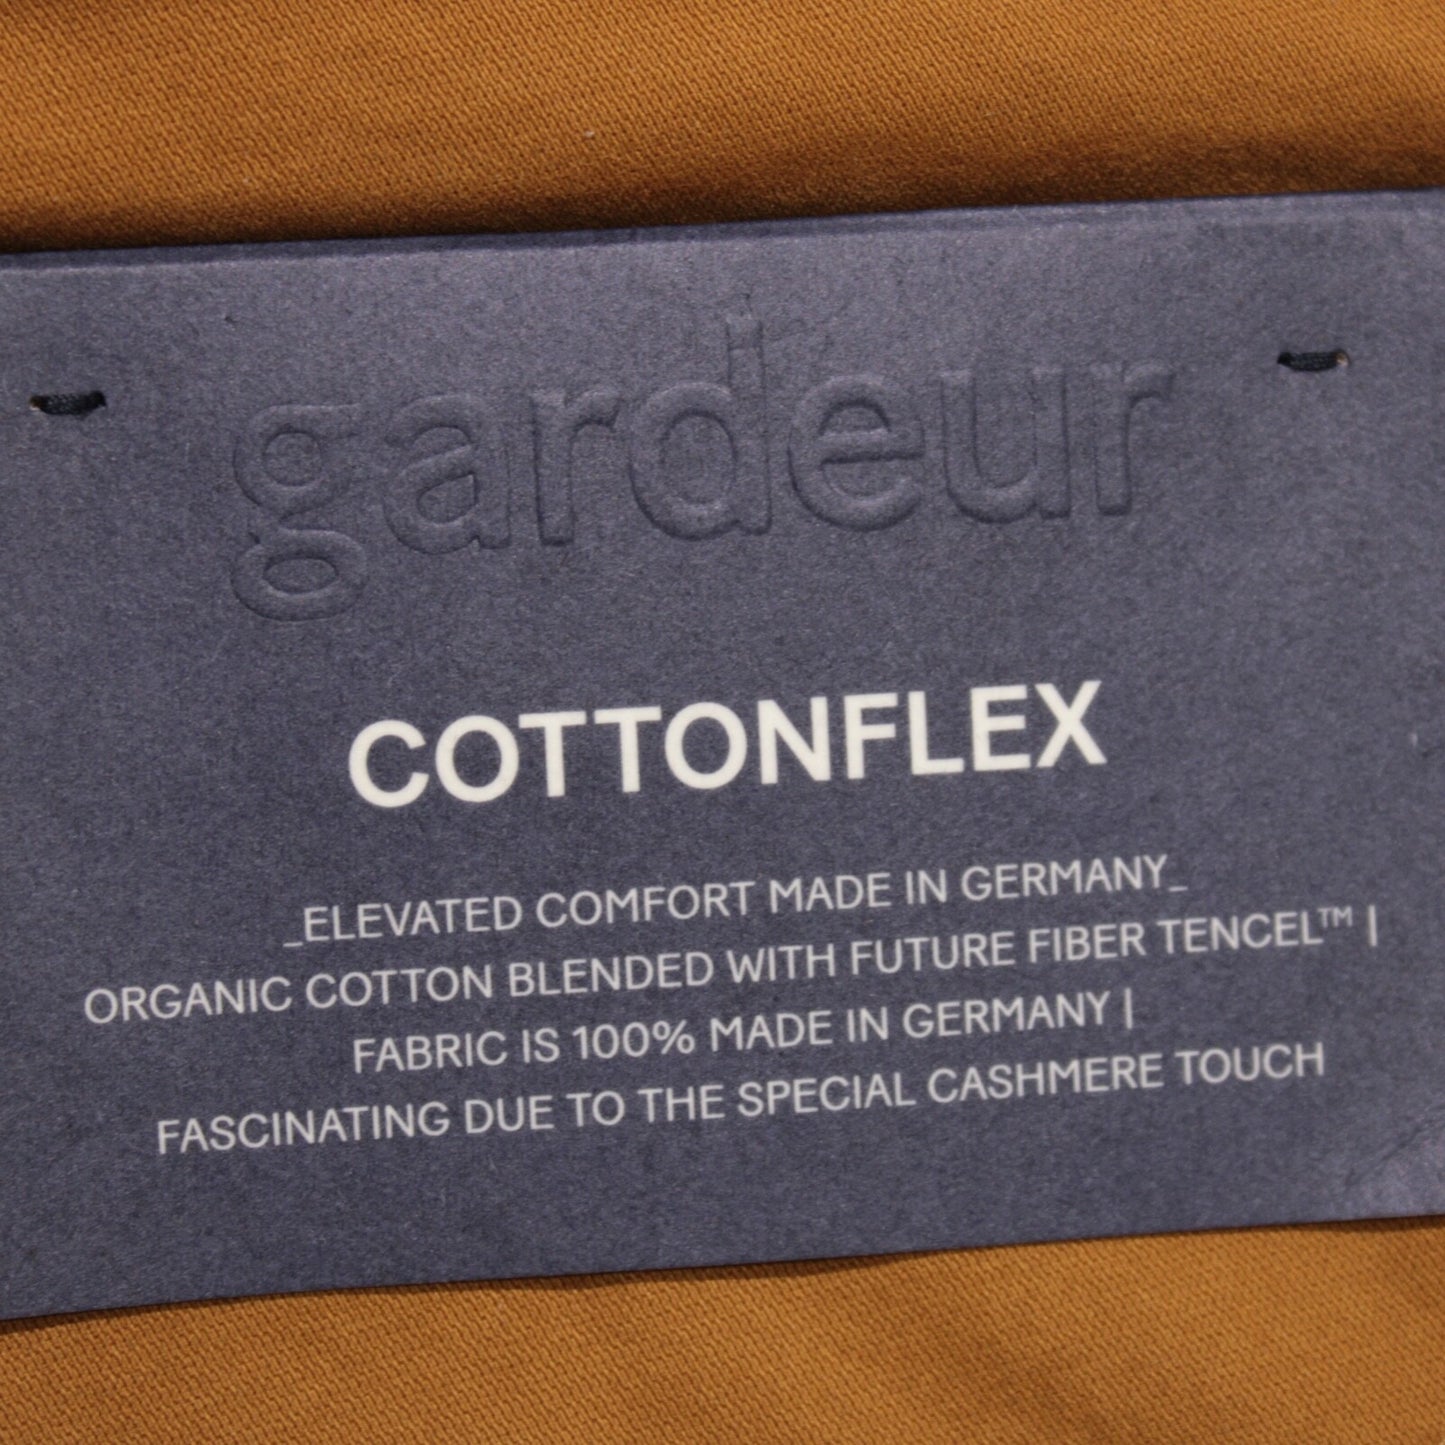 gardeur
COTTONFLEX
_ELEVATED COMFORT MADE IN GERMANY_
ORGANIC COTTON BLENDED WITH FUTURE FIBER TENCEL™ |
FABRIC IS 100% MADE IN GERMANY |
FASCINATING DUE TO THE SPECIAL CASHMERE TOUCH